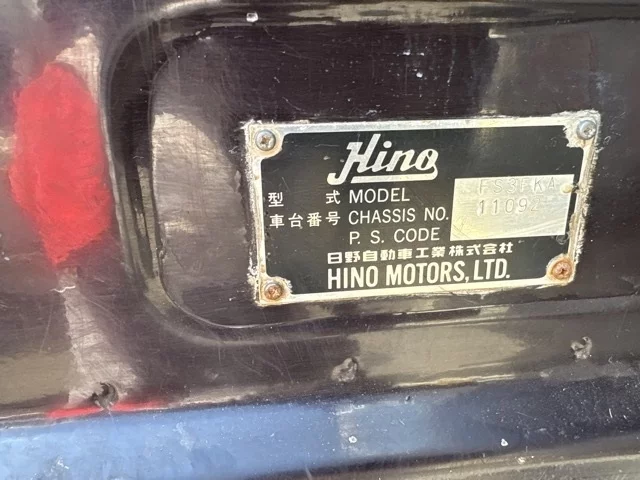 Hino
型 式 MODEL
車台番号 CHASSIS NO. 1109
P. S. CODE
日野自動車工業株式会社
HINO MOTORS, LTD.